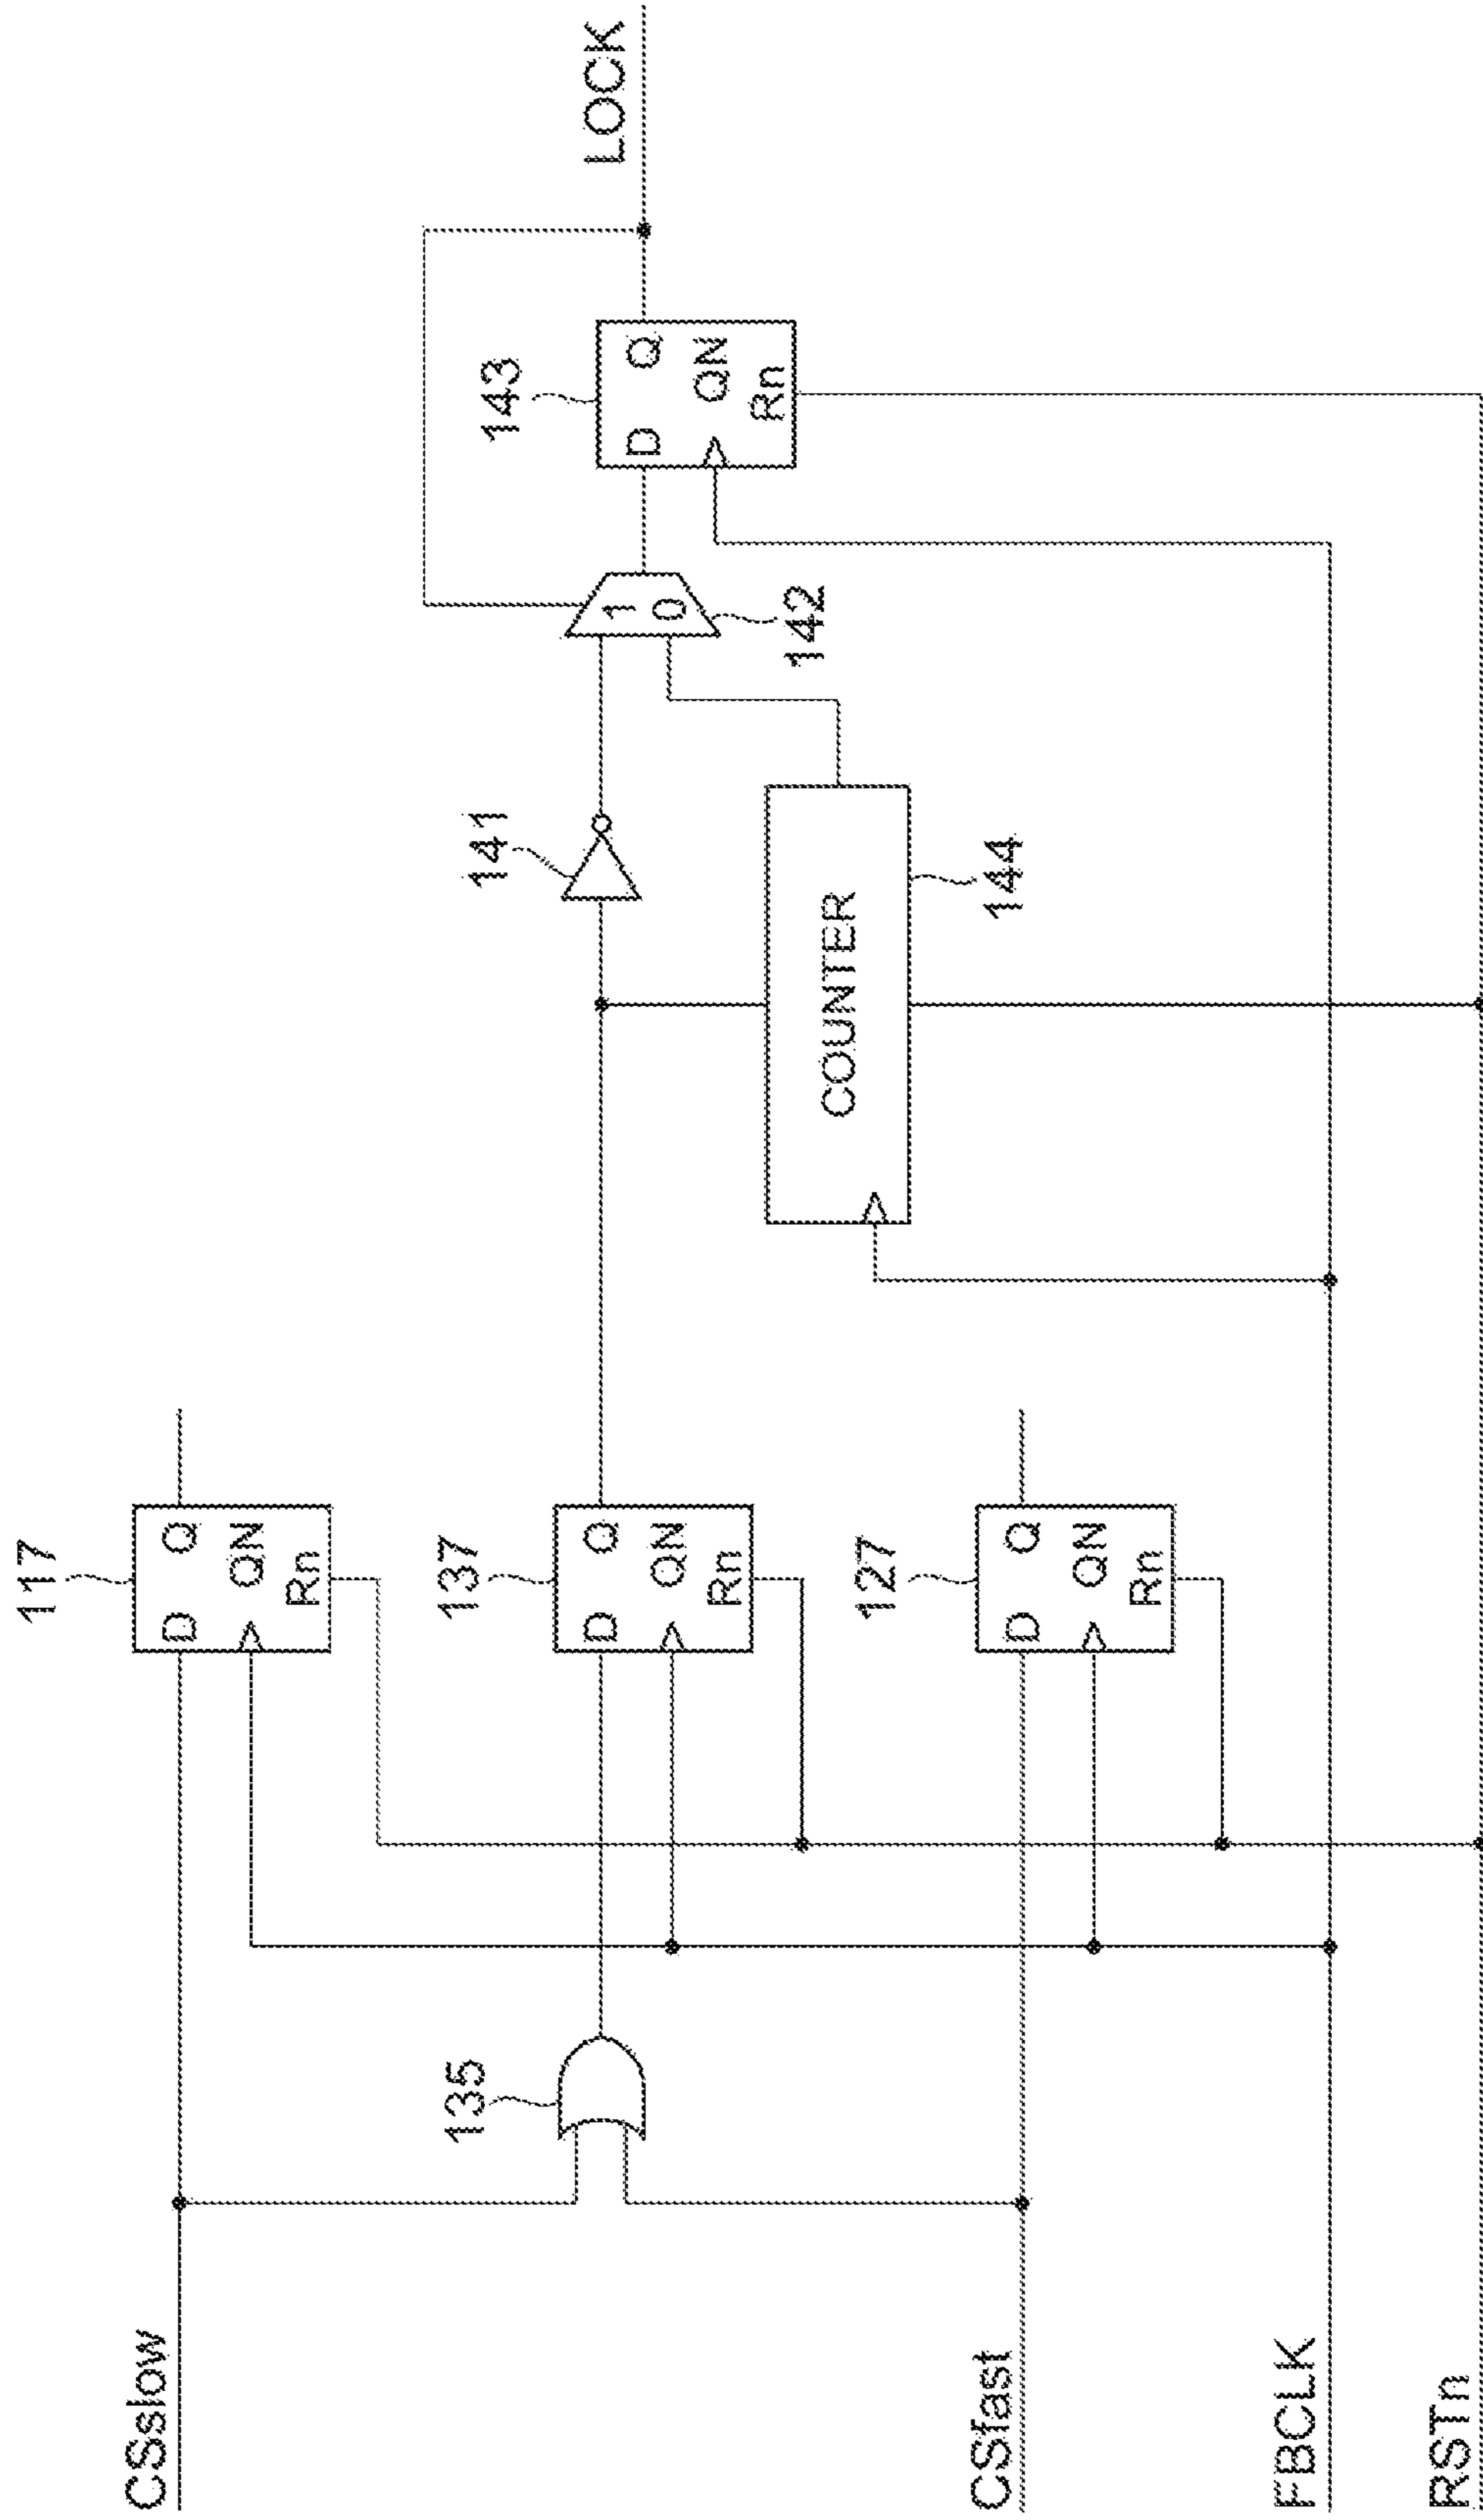 CSslow
CSfast
FBCLK
RSTn
135
117
D Q
QN
Rn
137
D Q
QN
Rn
127
D Q
QN
Rn
141
COUNTER
144
1
0
142
143
D Q
QN
Rn
LOCK